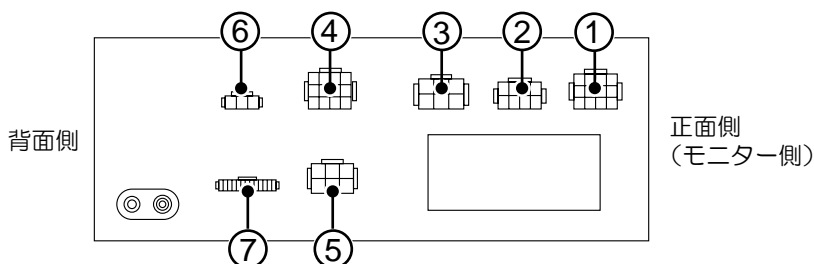 ⑥ ④ ③ ② ①
背面側
正面側
（モニター側）
⑦ ⑤